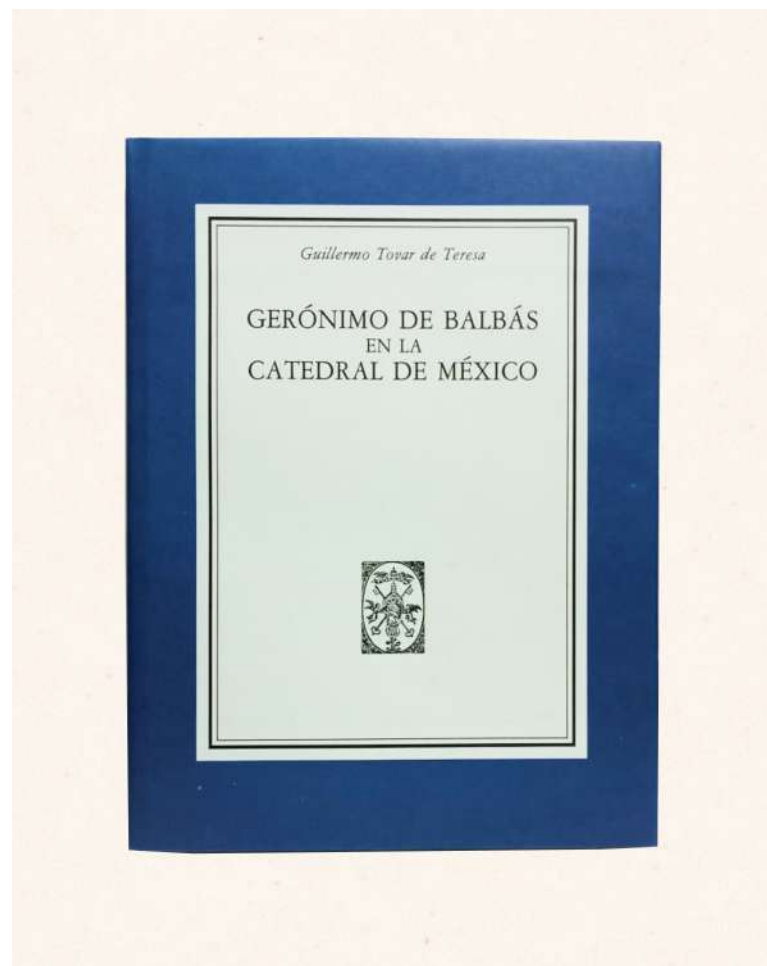 Guillermo Tovar de Teresa
GERÓNIMO DE BALBÁS
EN LA
CATEDRAL DE MÉXICO